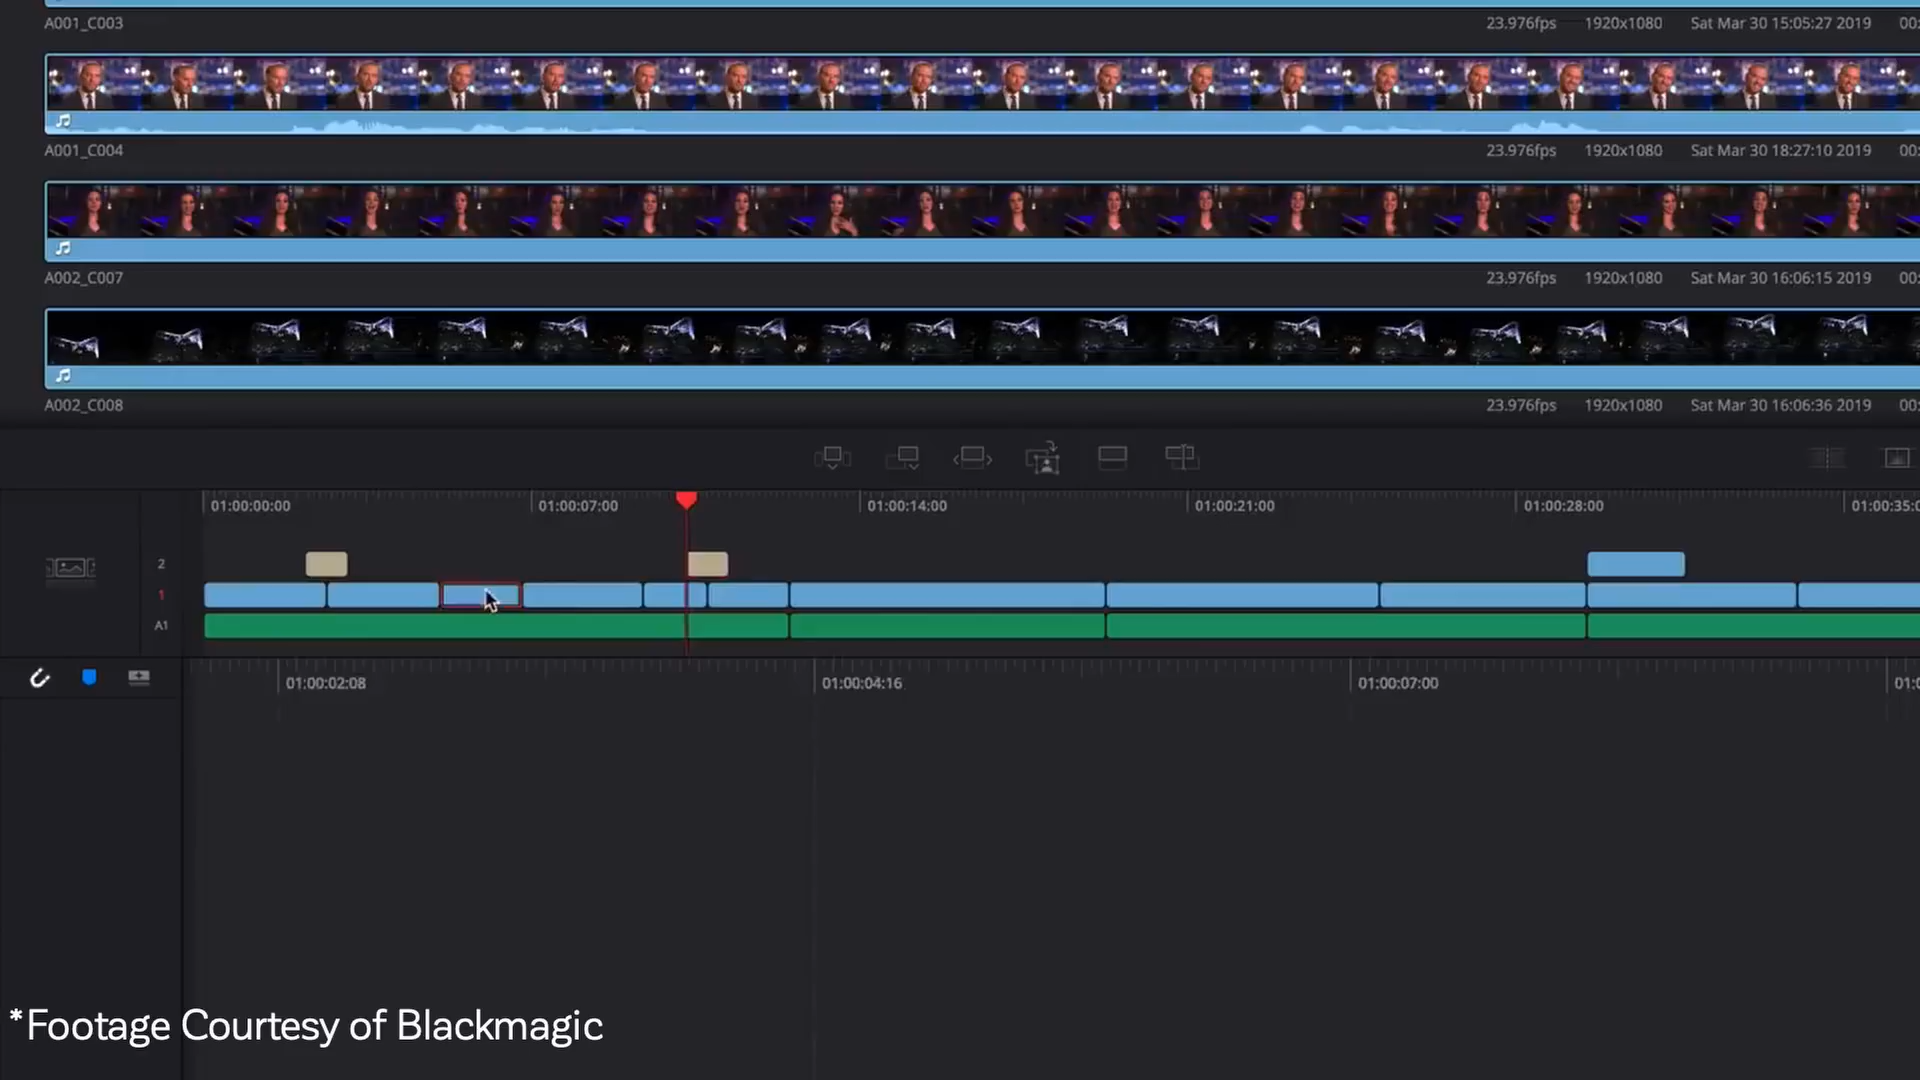 A001_C003 23.976fps 1920x1080 Sat Mar 30 15:05:27 2019 00:
A001_C004 23.976fps 1920x1080 Sat Mar 30 18:27:10 2019 00:
A002_C007 23.976fps 1920x1080 Sat Mar 30 16:06:15 2019 00:
A002_C008 23.976fps 1920x1080 Sat Mar 30 16:06:36 2019 00:
01:00:00:00 01:00:07:00 01:00:14:00 01:00:21:00 01:00:28:00 01:00:35:0
2
1
A1
01:00:02:08 01:00:04:16 01:00:07:00 01:0
*Footage Courtesy of Blackmagic